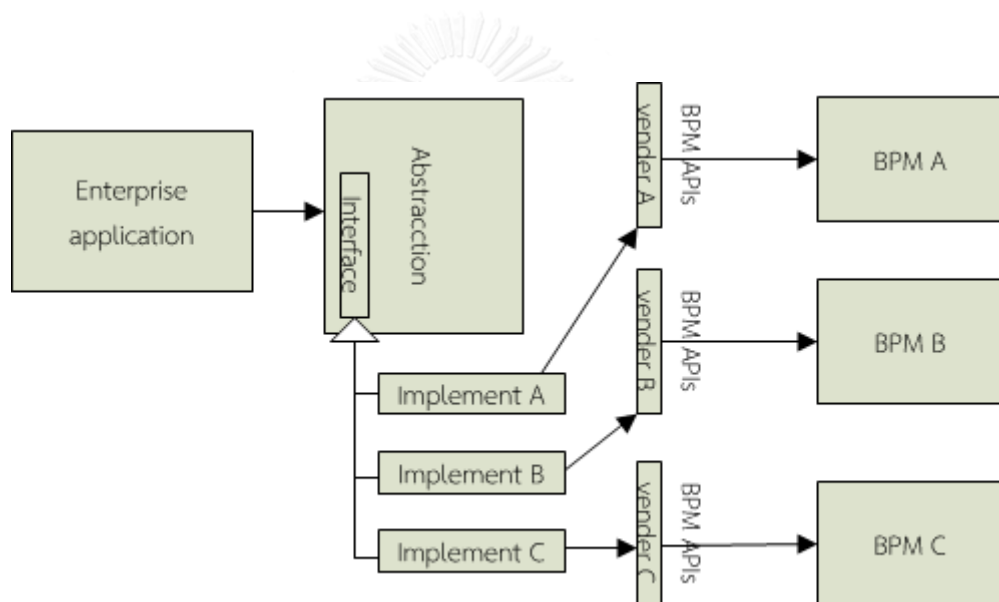 Enterprise
application
Abstracction
Interface
Implement A
Implement B
Implement C
vender A
BPM APIs
BPM A
vender B
BPM APIs
BPM B
vender C
BPM APIs
BPM C